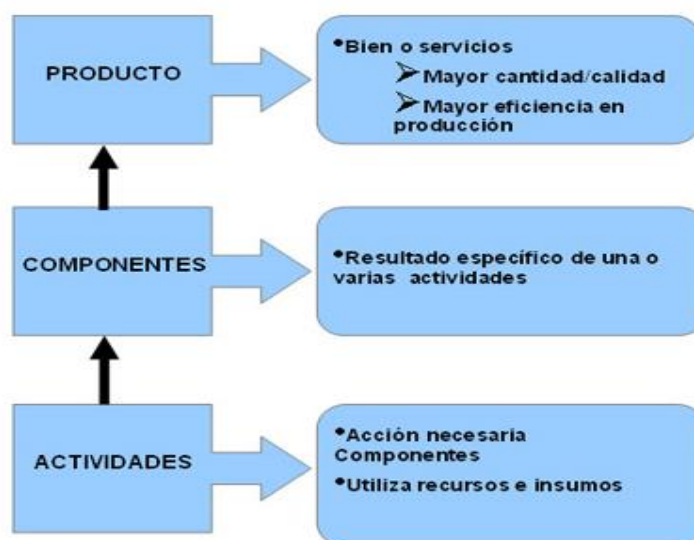 PRODUCTO
•Bien o servicios
➢Mayor cantidad/calidad
➢Mayor eficiencia en
producción
COMPONENTES
•Resultado específico de una o
varias actividades
ACTIVIDADES
•Acción necesaria
Componentes
•Utiliza recursos e insumos